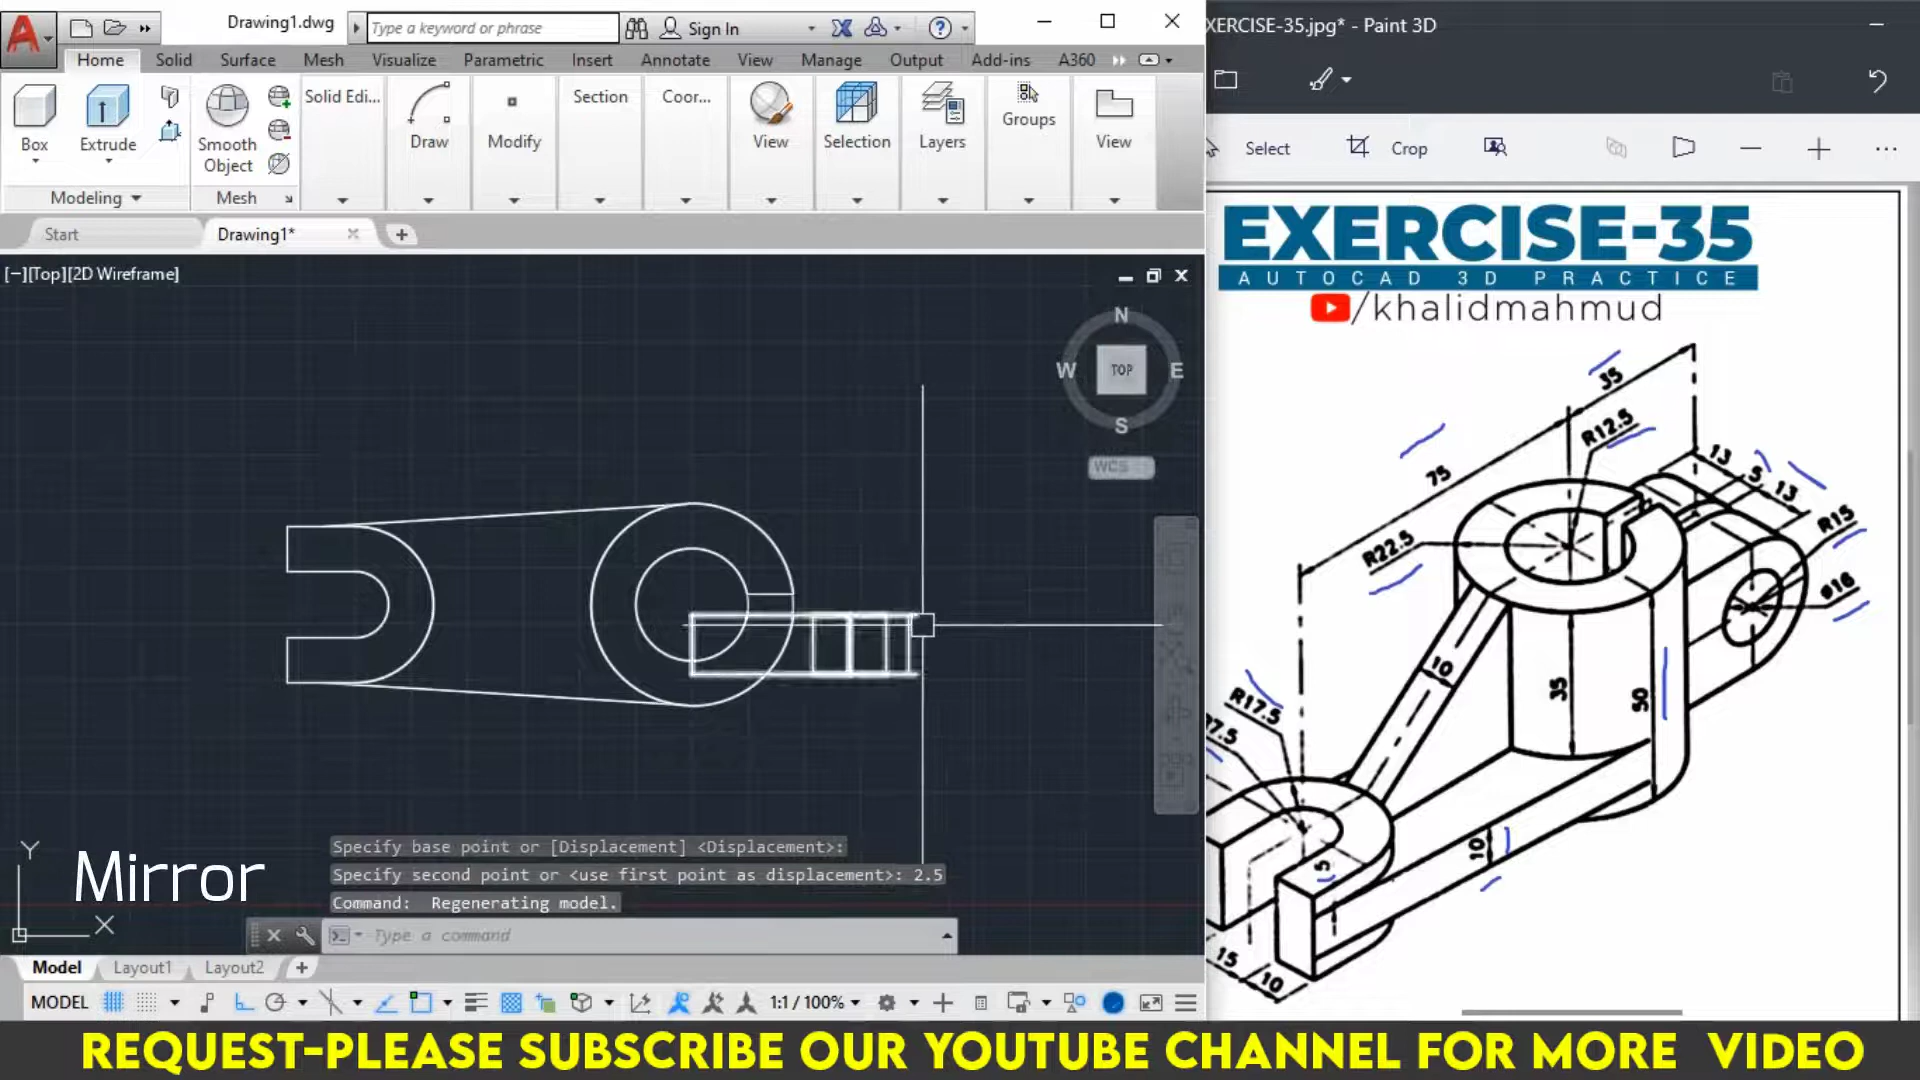 Drawing1.dwg
Type a keyword or phrase
Sign In
Home Solid Surface Mesh Visualize Parametric Insert Annotate View Manage Output Add-ins A360
Box
Extrude
Smooth
Object
Solid Edi...
Draw
Modify
Section
Coor...
View
Selection
Layers
Groups
View
Modeling
Mesh
Start
Drawing1*
[−][Top][2D Wireframe]
N
W
TOP
E
S
WCS
Y
X
Mirror
Specify base point or [Displacement] <Displacement>:
Specify second point or <use first point as displacement>: 2.5
Command: Regenerating model.
Type a command
Model Layout1 Layout2
MODEL
1:1 / 100%
XERCISE-35.jpg* - Paint 3D
Select
Crop
EXERCISE-35
AUTOCAD 3D PRACTICE
/khalidmahmud
35
R12.5
75
13
5
13
R15
R22.5
ø16
10
35
50
R17.5
7.5
10
5
15
10
REQUEST-PLEASE SUBSCRIBE OUR YOUTUBE CHANNEL FOR MORE VIDEO